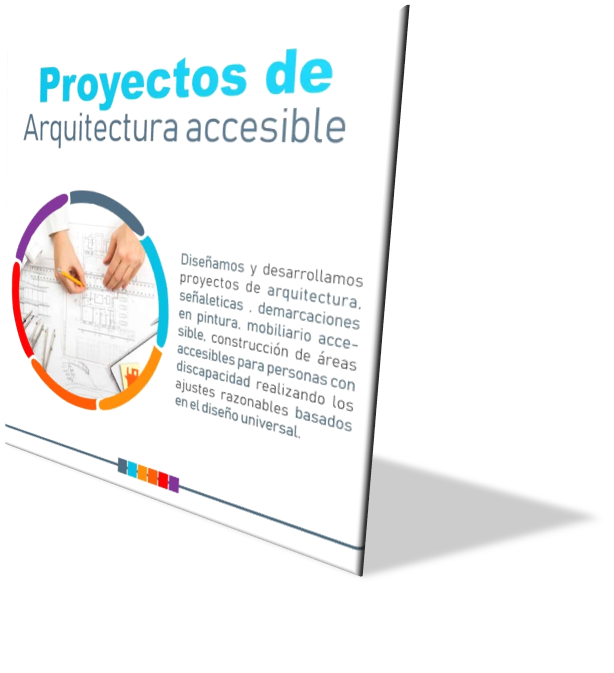 Proyectos de
Arquitectura accesible
Diseñamos y desarrollamos
proyectos de arquitectura,
señaleticas , demarcaciones
en pintura, mobiliario acce-
sible, construcción de áreas
accesibles para personas con
discapacidad realizando los
ajustes razonables basados
en el diseño universal.